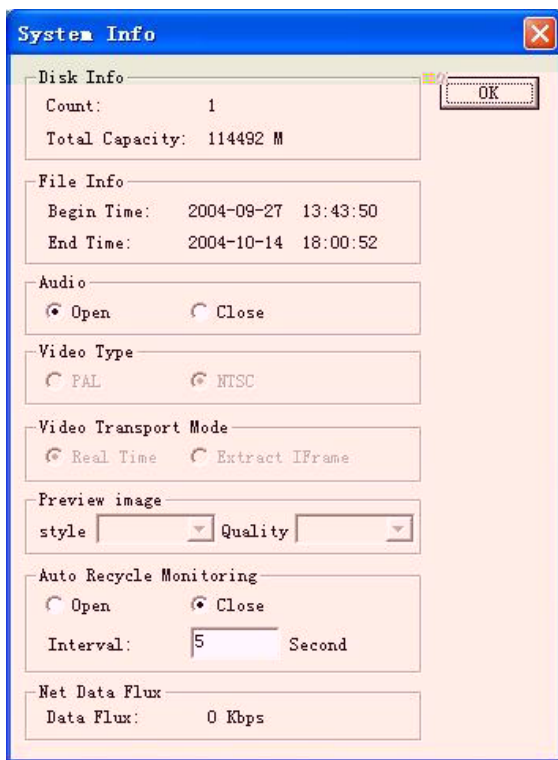 System Info
Disk Info
OK
Count: 1
Total Capacity: 114492 M
File Info
Begin Time: 2004-09-27 13:43:50
End Time: 2004-10-14 18:00:52
Audio
Open Close
Video Type
PAL NTSC
Video Transport Mode
Real Time Extract IFrame
Preview image
style Quality
Auto Recycle Monitoring
Open Close
Interval: 5 Second
Net Data Flux
Data Flux: 0 Kbps